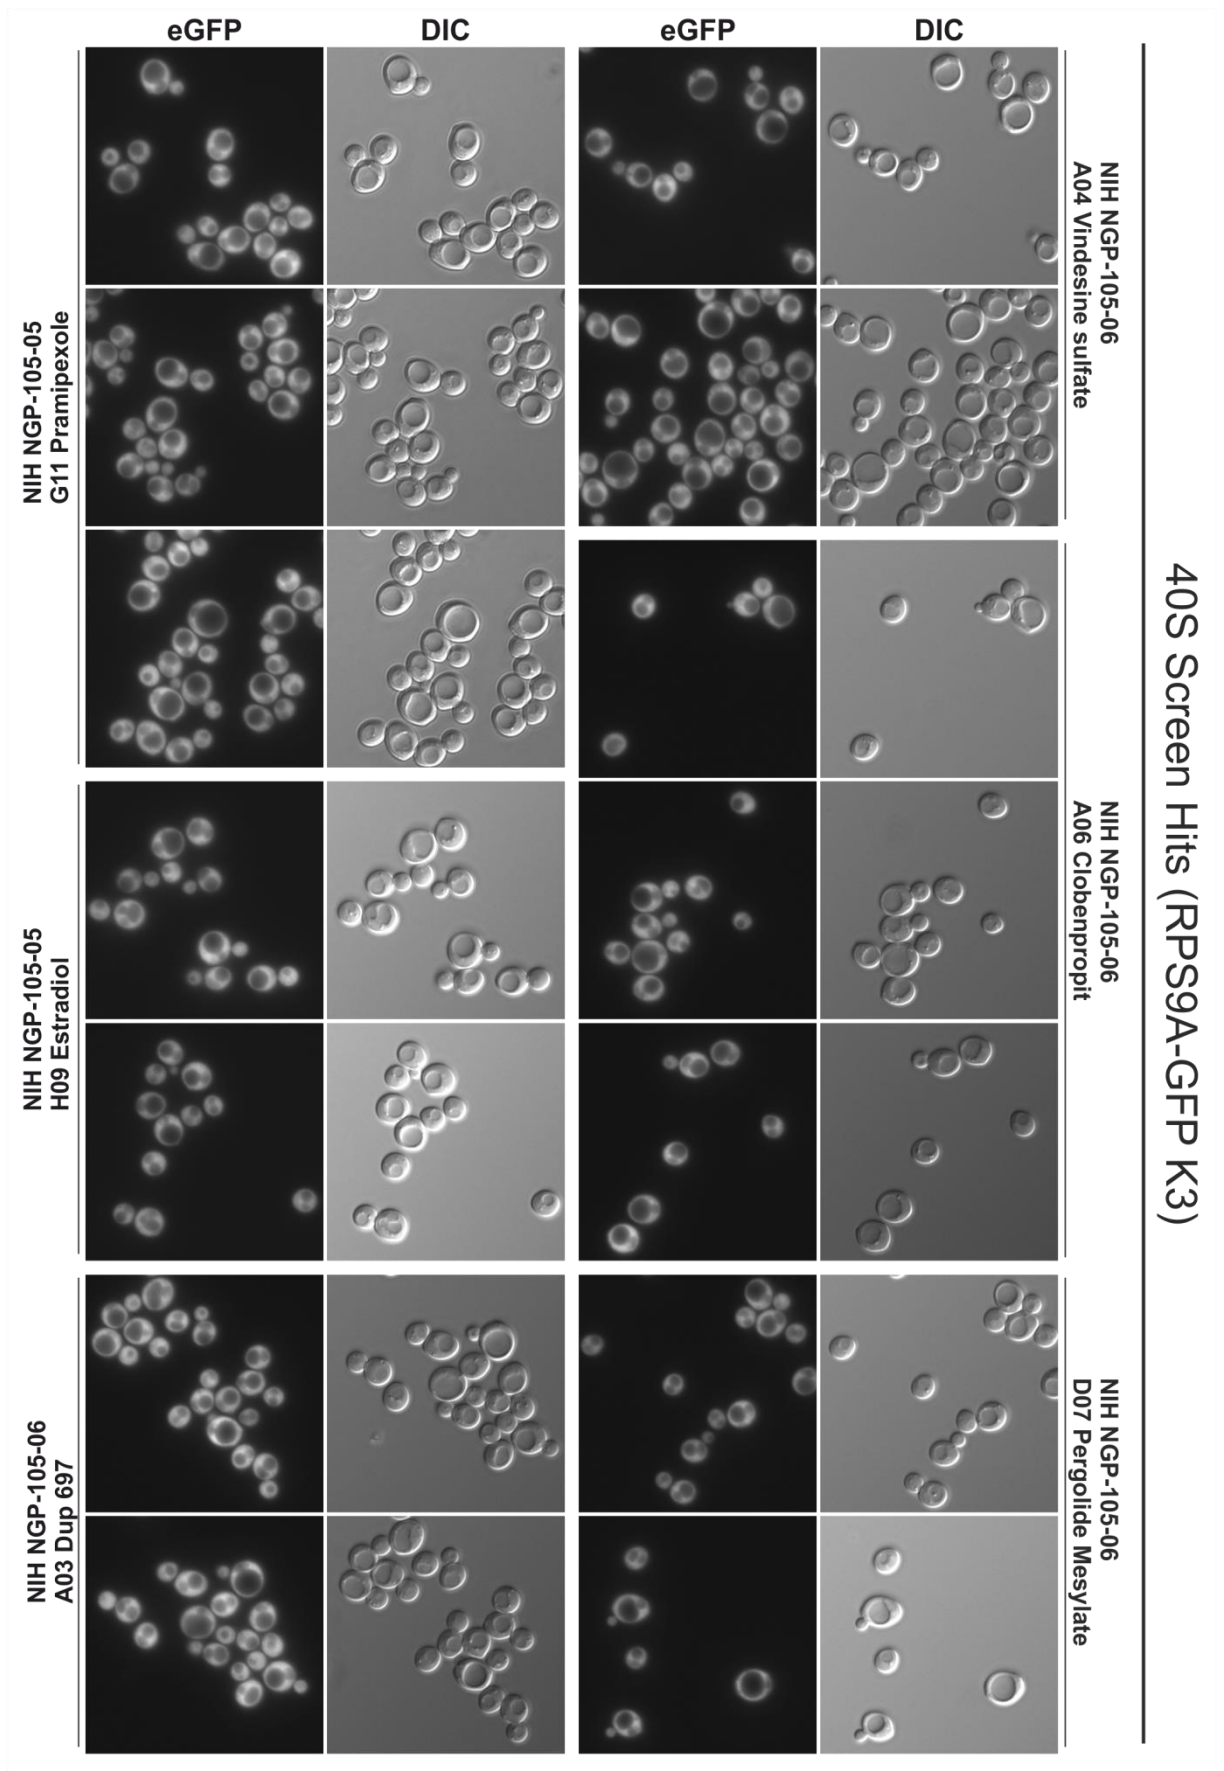 40S Screen Hits (RPS9A-GFP K3)
eGFP
DIC
eGFP
DIC
NIH NGP-105-05
G11 Pramipexole
NIH NGP-105-05
H09 Estradiol
NIH NGP-105-06
A03 Dup 697
NIH NGP-105-06
A04 Vindesine sulfate
NIH NGP-105-06
A06 Clobenpropit
NIH NGP-105-06
D07 Pergolide Mesylate